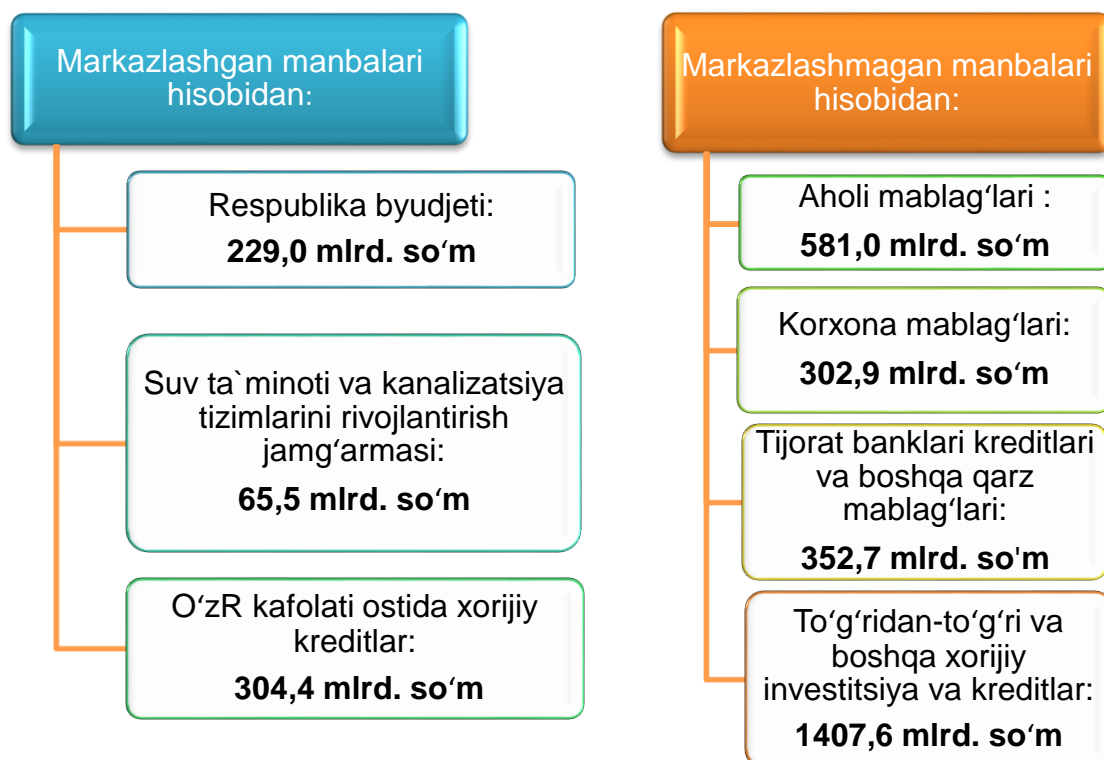 Markazlashgan manbalari
hisobidan:
Respublika byudjeti:
229,0 mlrd. so‘m
Suv ta`minoti va kanalizatsiya
tizimlarini rivojlantirish
jamg‘armasi:
65,5 mlrd. so‘m
O‘zR kafolati ostida xorijiy
kreditlar:
304,4 mlrd. so‘m
Markazlashmagan manbalari
hisobidan:
Aholi mablag‘lari :
581,0 mlrd. so‘m
Korxona mablag‘lari:
302,9 mlrd. so‘m
Tijorat banklari kreditlari
va boshqa qarz
mablag‘lari:
352,7 mlrd. so'm
To‘g‘ridan-to‘g‘ri va
boshqa xorijiy
investitsiya va kreditlar:
1407,6 mlrd. so‘m